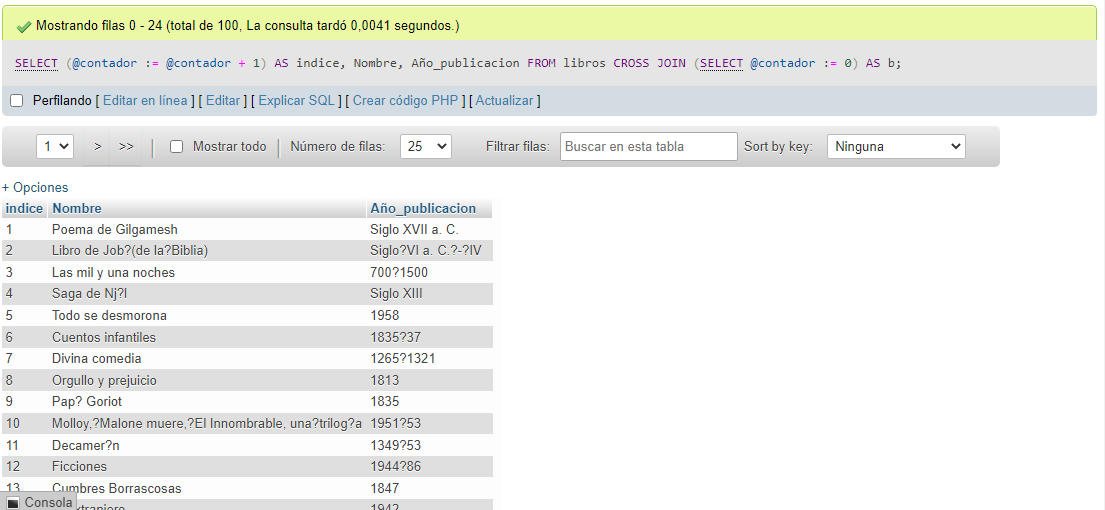 Mostrando filas 0 - 24 (total de 100, La consulta tardó 0,0041 segundos.)
SELECT (@contador := @contador + 1) AS indice, Nombre, Año_publicacion FROM libros CROSS JOIN (SELECT @contador := 0) AS b;
Perfilando [ Editar en línea ] [ Editar ] [ Explicar SQL ] [ Crear código PHP ] [ Actualizar ]
1 > >> | Mostrar todo | Número de filas: 25 Filtrar filas: Buscar en esta tabla Sort by key: Ninguna
+ Opciones
indice Nombre Año_publicacion
1 Poema de Gilgamesh Siglo XVII a. C.
2 Libro de Job?(de la?Biblia) Siglo?VI a. C.?-?IV
3 Las mil y una noches 700?1500
4 Saga de Nj?l Siglo XIII
5 Todo se desmorona 1958
6 Cuentos infantiles 1835?37
7 Divina comedia 1265?1321
8 Orgullo y prejuicio 1813
9 Pap? Goriot 1835
10 Molloy,?Malone muere,?El Innombrable, una?trilog?a 1951?53
11 Decamer?n 1349?53
12 Ficciones 1944?86
13 Cumbres Borrascosas 1847
Consola xtranjero 1942